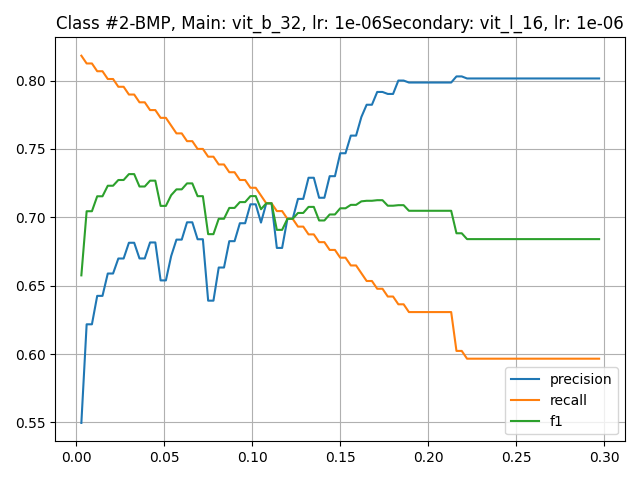 Class #2-BMP, Main: vit_b_32, lr: 1e-06Secondary: vit_l_16, lr: 1e-06
0.80
0.75
0.70
0.65
0.60
0.55
0.00 0.05 0.10 0.15 0.20 0.25 0.30
precision
recall
f1